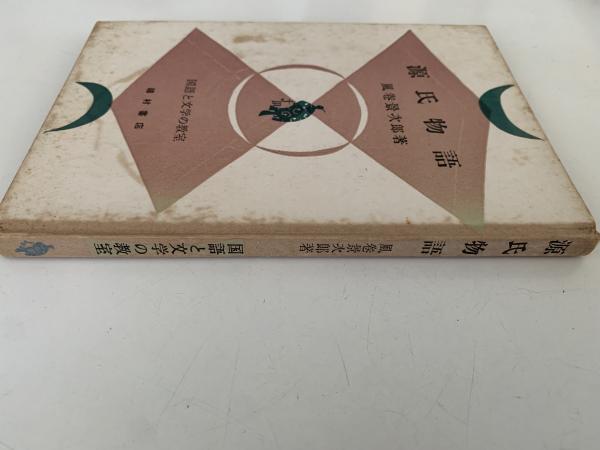 源氏物語
風巻景次郎著
国語と文学の教室
福村書店
源氏物語
風巻景次郎著
国語と文学の教室